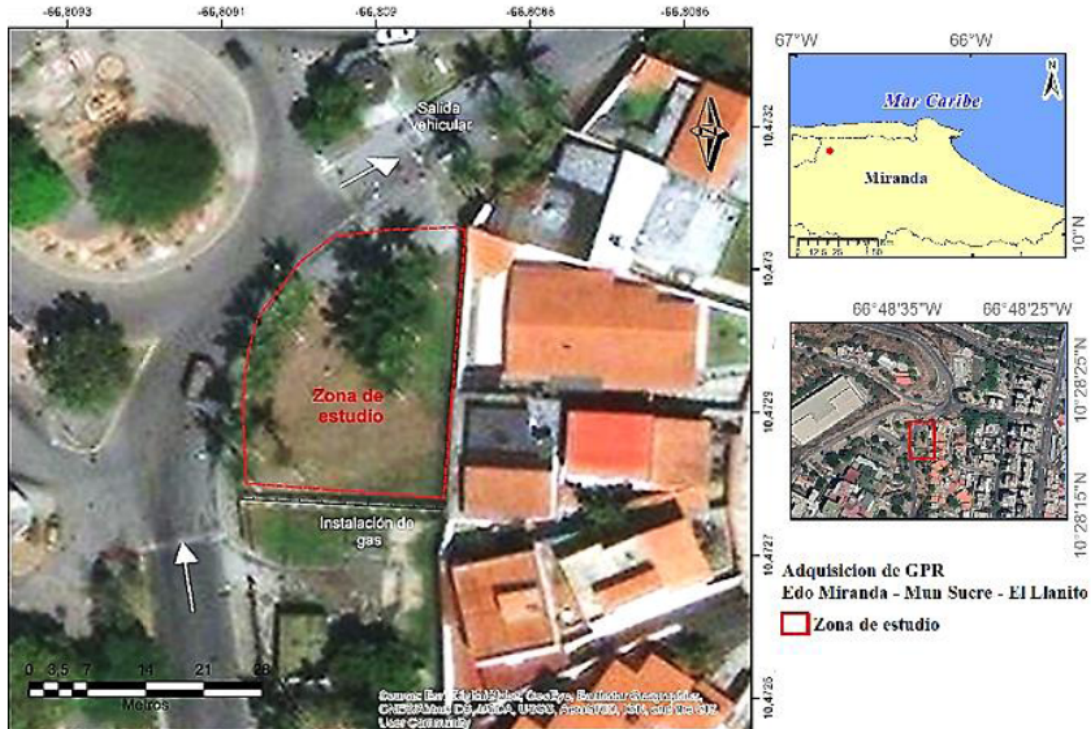 -66,8093
-66,8091
-66,809
-66,8088
-66,8086
67°W
66°W
Salida
vehicular
N
10,4732
Mar Caribe
N
Miranda
10°N
10,473
Zona de
estudio
10,4729
66°48'35"W
66°48'25"W
10°28'25"N
10°28'15"N
Instalación de
gas
10,4727
Adquisicion de GPR
Edo Miranda - Mun Sucre - El Llanito
Zona de estudio
0 3,5 7 14 21 28
Metros
10,4726
User Community